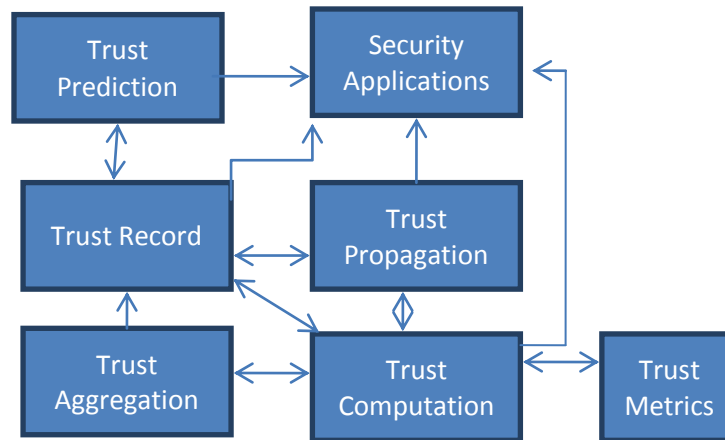 Trust
Prediction
Security
Applications
Trust Record
Trust
Propagation
Trust
Aggregation
Trust
Computation
Trust
Metrics